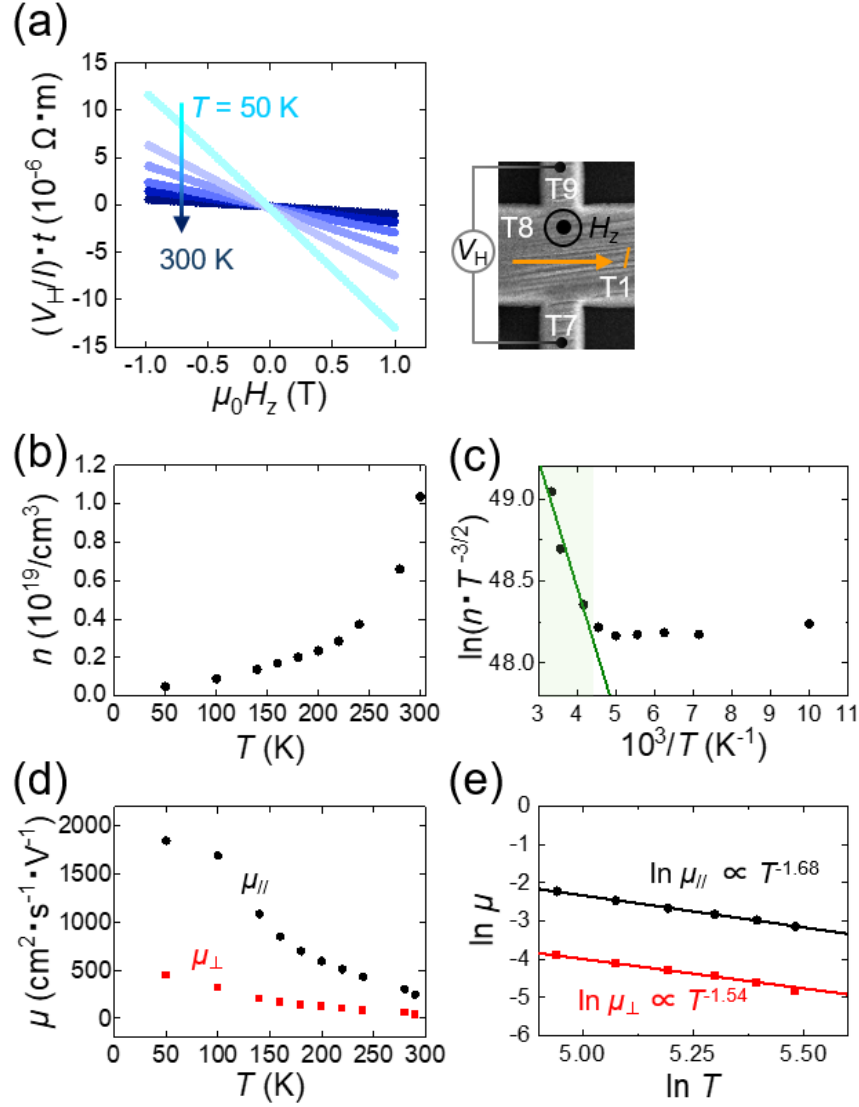 (a)
15
10
5
0
-5
-10
-15
(V_H/I)・t (10⁻⁶ Ω・m)
T = 50 K
300 K
-1.0 -0.5 0.0 0.5 1.0
μ₀H_z (T)
T9
T8
H_z
V_H
I
T1
T7
(b)
1.2
1.0
0.8
0.6
0.4
0.2
0.0
n (10¹⁹/cm³)
0 50 100 150 200 250 300
T (K)
(c)
49.0
48.5
48.0
ln(n・T⁻³/²)
3 4 5 6 7 8 9 10 11
10³/T (K⁻¹)
(d)
2000
1500
1000
500
0
μ (cm²・s⁻¹・V⁻¹)
μ//
μ⊥
0 50 100 150 200 250 300
T (K)
(e)
0
-1
-2
-3
-4
-5
-6
ln μ
ln μ// ∝ T⁻¹·⁶⁸
ln μ⊥ ∝ T⁻¹·⁵⁴
5.00 5.25 5.50
ln T